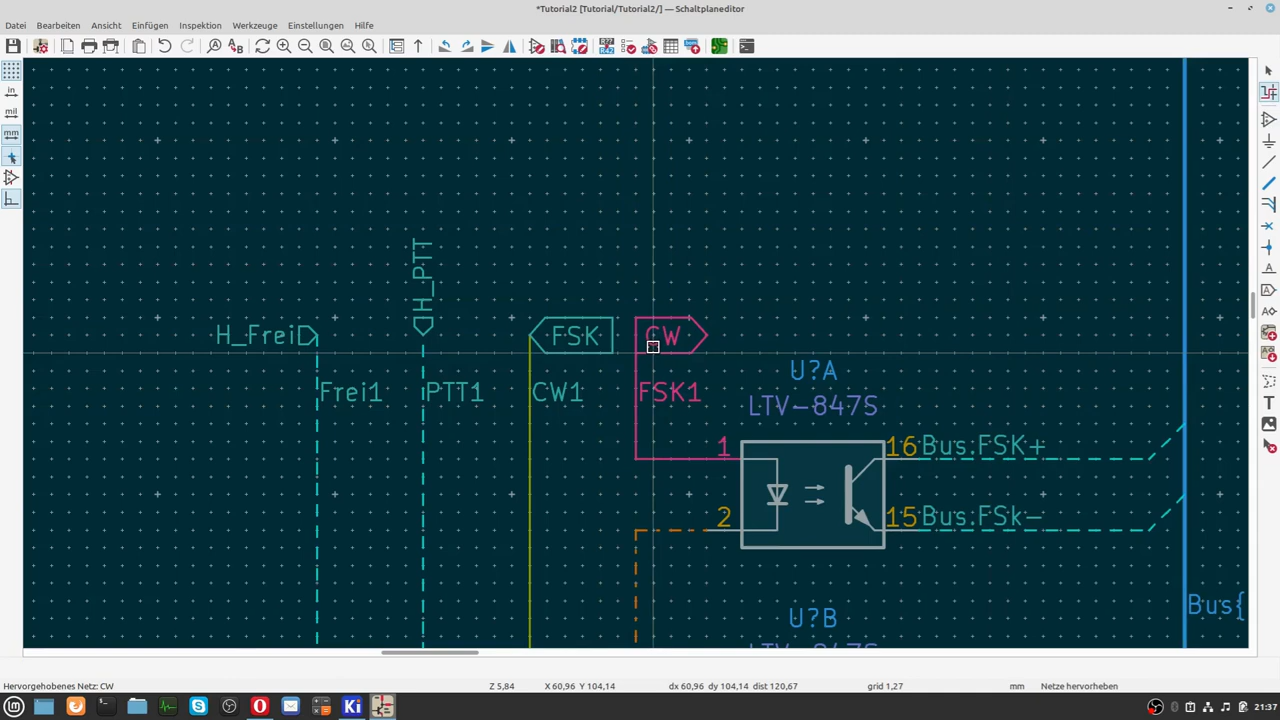 *Tutorial2 [Tutorial/Tutorial2/] — Schaltplaneditor
Datei Bearbeiten Ansicht Einfügen Inspektion Werkzeuge Einstellungen Hilfe
in
mil
mm
H_PTT
H_Frei
FSK
CW
Frei1
PTT1
CW1
FSK1
U?A
LTV-847S
1
16
Bus.FSK+
2
15
Bus.FSk-
U?B
LTV-847S
Bus{
Hervorgehobenes Netz: CW
Z 5,84
X 60,96 Y 104,14
dx 60,96 dy 104,14 dist 120,67
grid 1,27
mm
Netze hervorheben
Ki
21:37